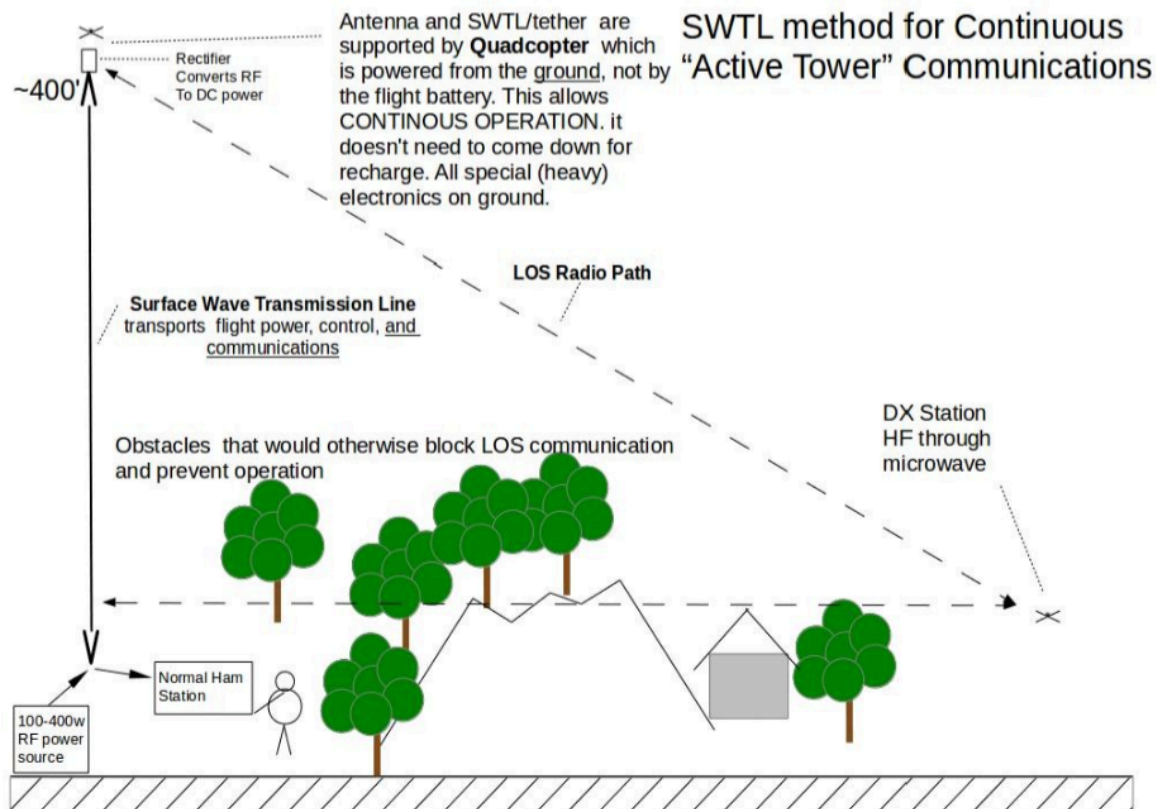 SWTL method for Continuous
“Active Tower” Communications
Antenna and SWTL/tether are
supported by Quadcopter which
is powered from the ground, not by
the flight battery. This allows
CONTINOUS OPERATION. it
doesn't need to come down for
recharge. All special (heavy)
electronics on ground.
Rectifier
Converts RF
To DC power
~400'
LOS Radio Path
Surface Wave Transmission Line
transports flight power, control, and
communications
DX Station
HF through
microwave
Obstacles that would otherwise block LOS communication
and prevent operation
Normal Ham
Station
100-400w
RF power
source